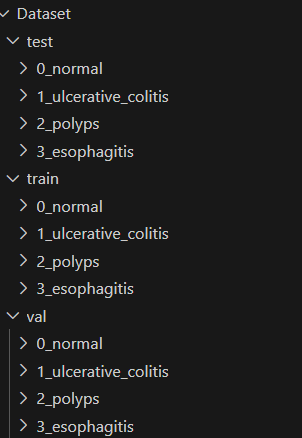 Dataset
test
0_normal
1_ulcerative_colitis
2_polyps
3_esophagitis
train
0_normal
1_ulcerative_colitis
2_polyps
3_esophagitis
val
0_normal
1_ulcerative_colitis
2_polyps
3_esophagitis